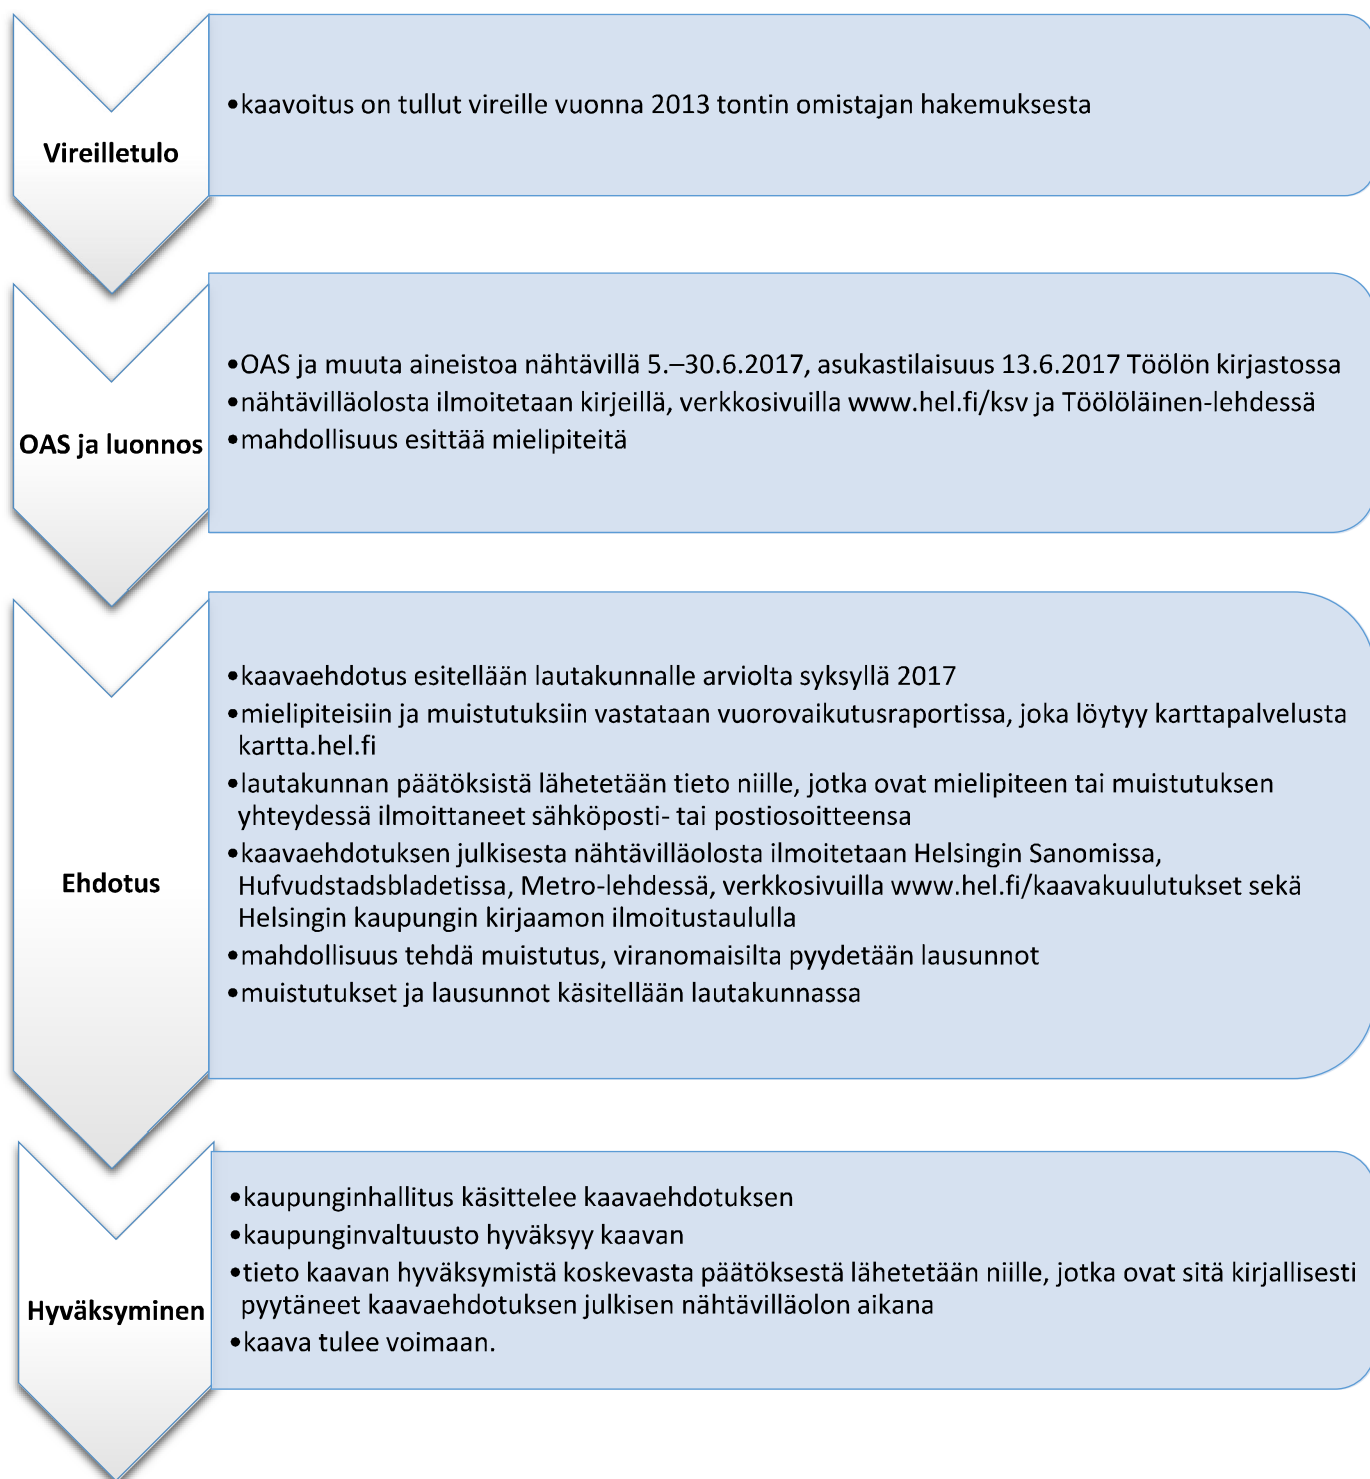 Vireilletulo
•kaavoitus on tullut vireille vuonna 2013 tontin omistajan hakemuksesta
OAS ja luonnos
•OAS ja muuta aineistoa nähtävillä 5.–30.6.2017, asukastilaisuus 13.6.2017 Töölön kirjastossa
•nähtävilläolosta ilmoitetaan kirjeillä, verkkosivuilla www.hel.fi/ksv ja Töölöläinen-lehdessä
•mahdollisuus esittää mielipiteitä
Ehdotus
•kaavaehdotus esitellään lautakunnalle arviolta syksyllä 2017
•mielipiteisiin ja muistutuksiin vastataan vuorovaikutusraportissa, joka löytyy karttapalvelusta
kartta.hel.fi
•lautakunnan päätöksistä lähetetään tieto niille, jotka ovat mielipiteen tai muistutuksen
yhteydessä ilmoittaneet sähköposti- tai postiosoitteensa
•kaavaehdotuksen julkisesta nähtävilläolosta ilmoitetaan Helsingin Sanomissa,
Hufvudstadsbladetissa, Metro-lehdessä, verkkosivuilla www.hel.fi/kaavakuulutukset sekä
Helsingin kaupungin kirjaamon ilmoitustaululla
•mahdollisuus tehdä muistutus, viranomaisilta pyydetään lausunnot
•muistutukset ja lausunnot käsitellään lautakunnassa
Hyväksyminen
•kaupunginhallitus käsittelee kaavaehdotuksen
•kaupunginvaltuusto hyväksyy kaavan
•tieto kaavan hyväksymistä koskevasta päätöksestä lähetetään niille, jotka ovat sitä kirjallisesti
pyytäneet kaavaehdotuksen julkisen nähtävilläolon aikana
•kaava tulee voimaan.